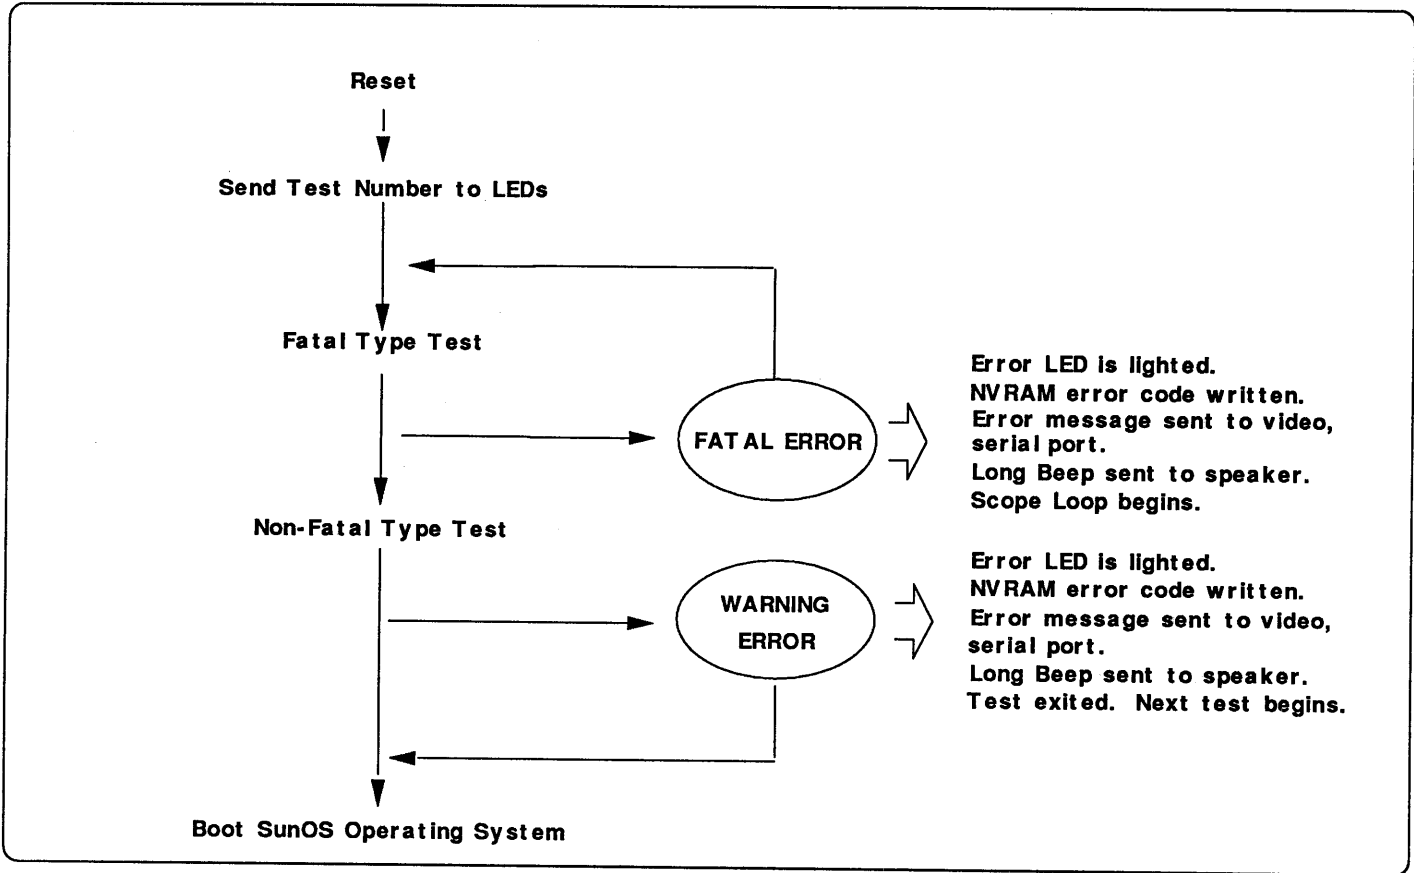 Reset
Send Test Number to LEDs
Fatal Type Test
FATAL ERROR
Error LED is lighted.
NVRAM error code written.
Error message sent to video,
serial port.
Long Beep sent to speaker.
Scope Loop begins.
Non-Fatal Type Test
WARNING
ERROR
Error LED is lighted.
NVRAM error code written.
Error message sent to video,
serial port.
Long Beep sent to speaker.
Test exited. Next test begins.
Boot SunOS Operating System